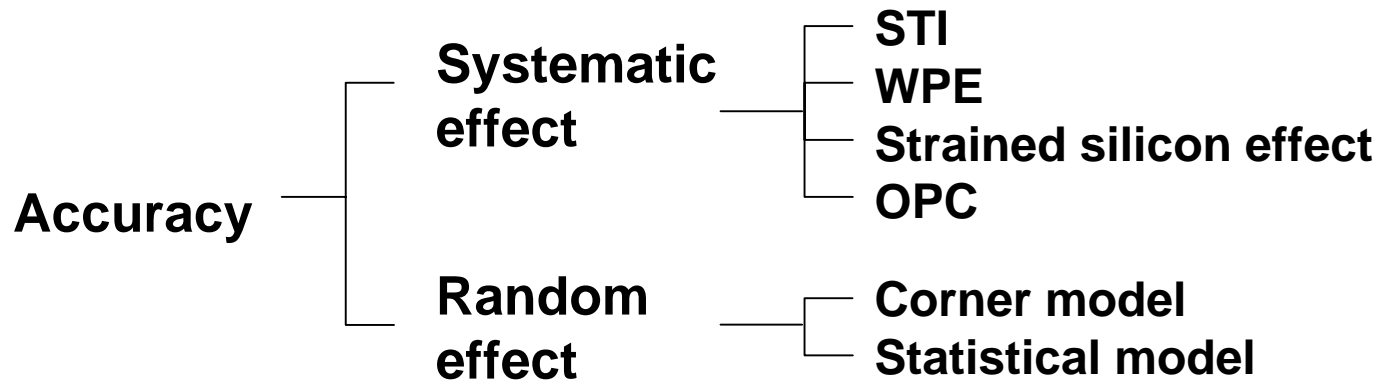 Accuracy
Systematic
effect
STI
WPE
Strained silicon effect
OPC
Random
effect
Corner model
Statistical model